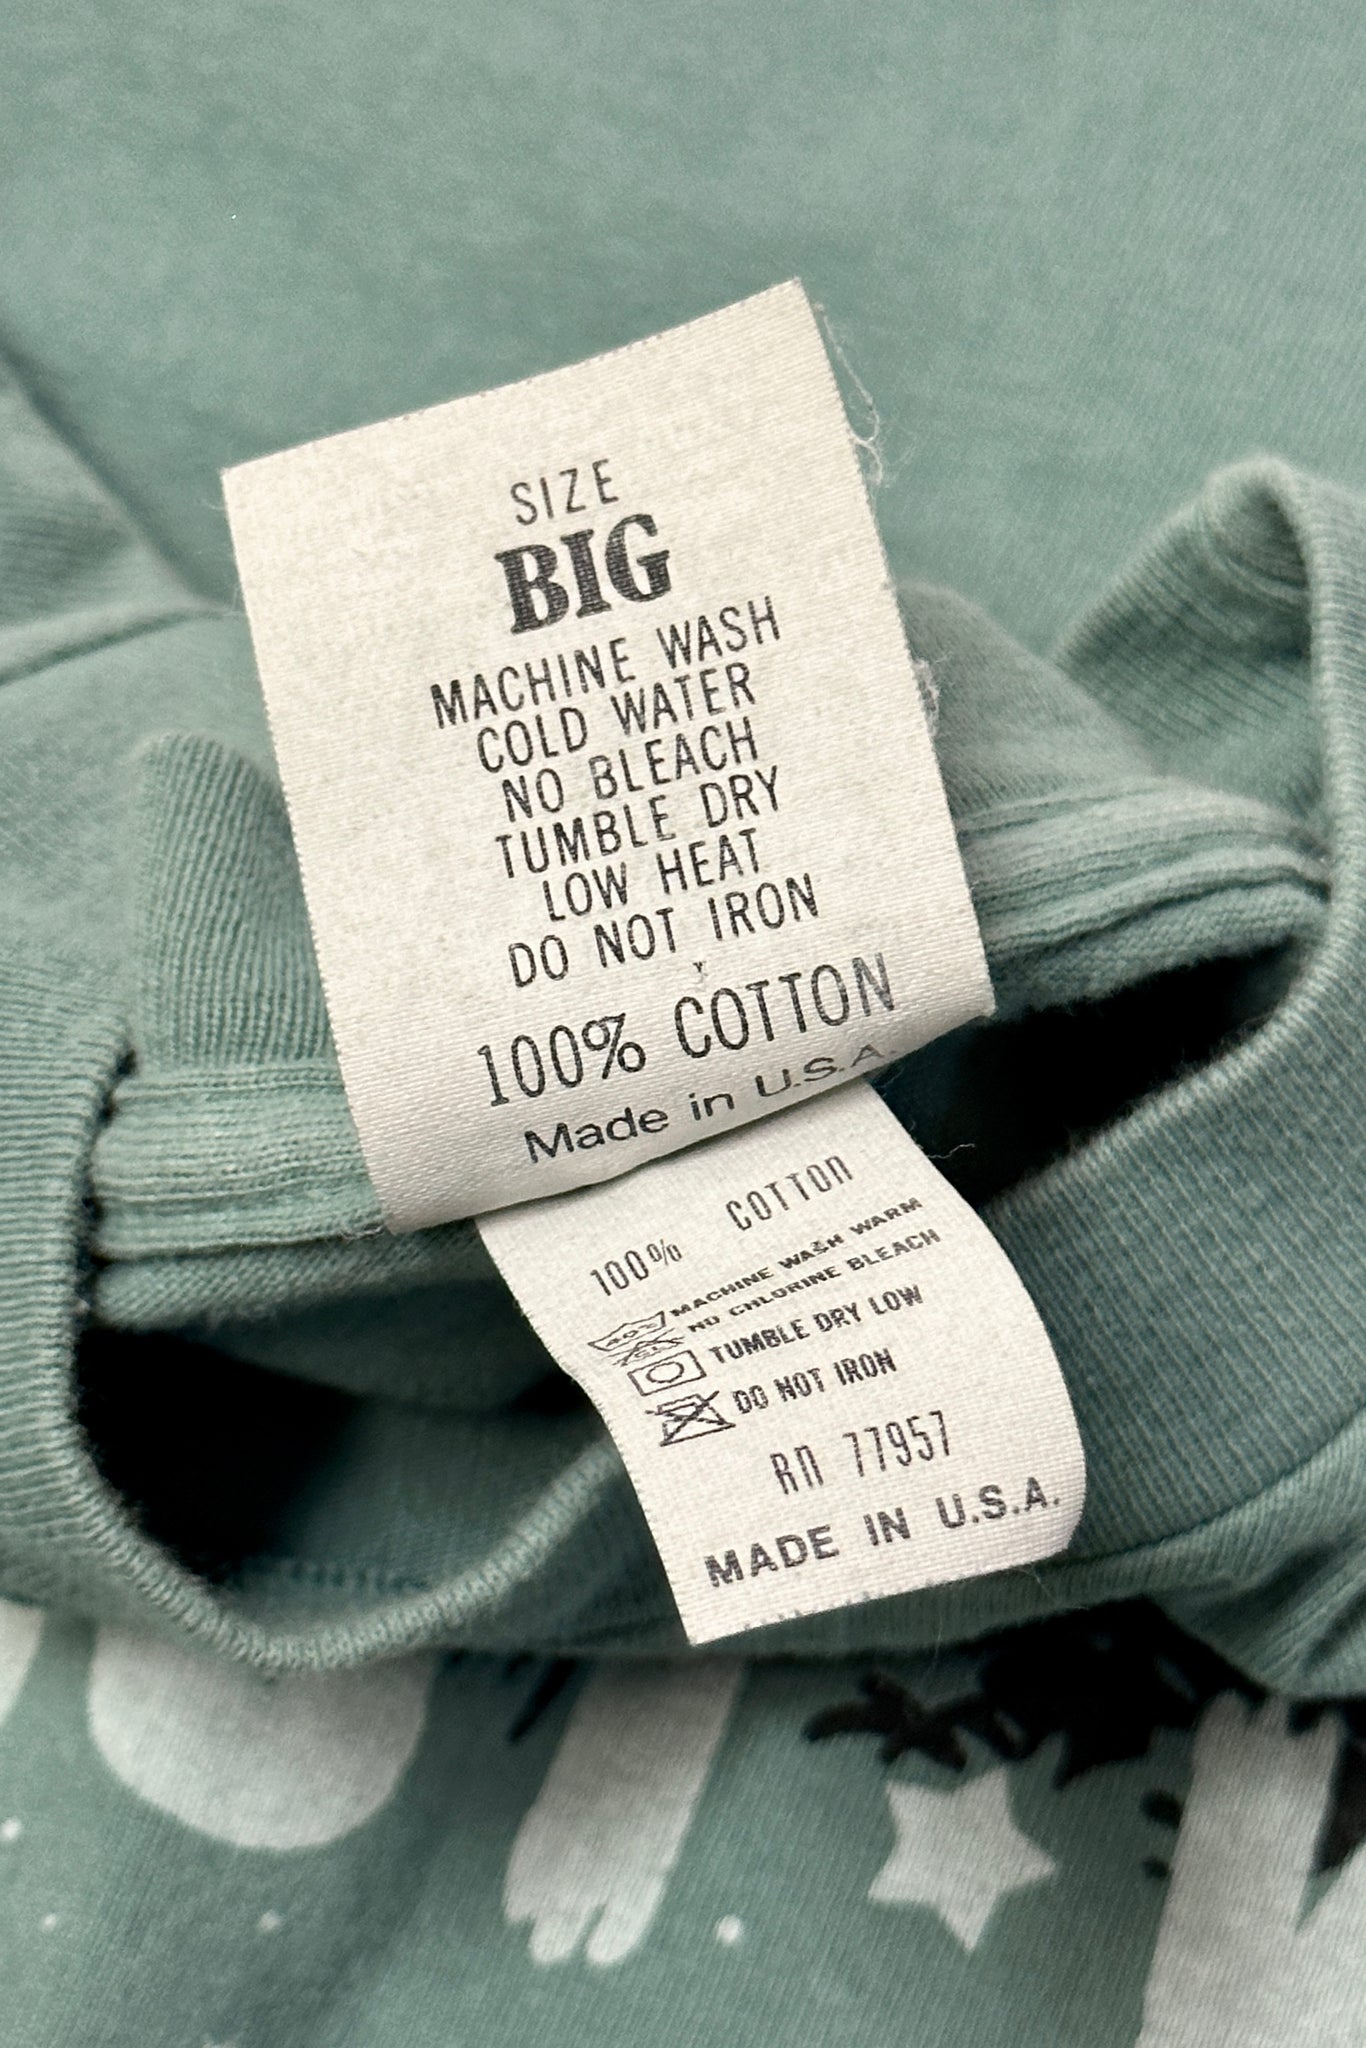 SIZE
BIG
MACHINE WASH
COLD WATER
NO BLEACH
TUMBLE DRY
LOW HEAT
DO NOT IRON
100% COTTON
Made in U.S.A.
100% COTTON
MACHINE WASH WARM
NO CHLORINE BLEACH
TUMBLE DRY LOW
DO NOT IRON
RN 77957
MADE IN U.S.A.